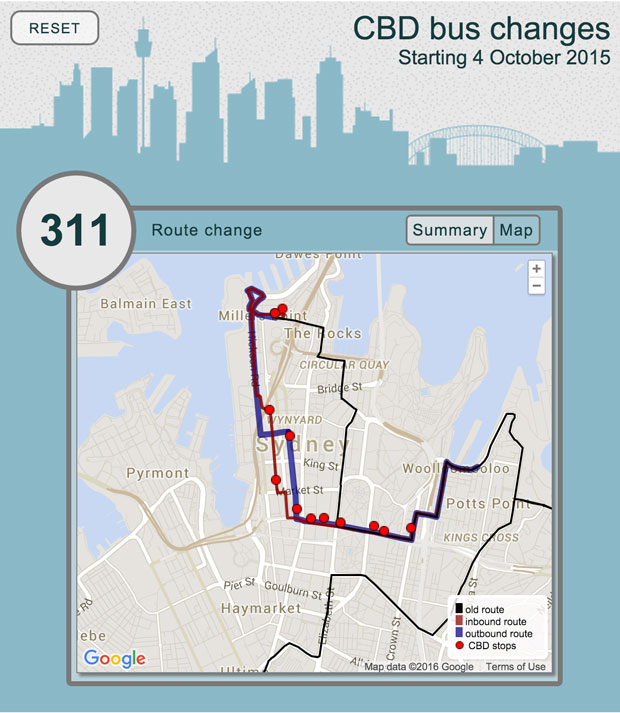 RESET
CBD bus changes
Starting 4 October 2015
311
Route change
Summary
Map
Dawes Point
+
−
Balmain East
Millers Point
The Rocks
CIRCULAR QUAY
Bridge St
WYNYARD
Sydney
King St
Woolloomooloo
Pyrmont
Market St
Potts Point
KINGS CROSS
Pier St
Goulburn St
Haymarket
Elizabeth St
Crown St
old route
inbound route
outbound route
CBD stops
Google
Map data ©2016 Google
Terms of Use